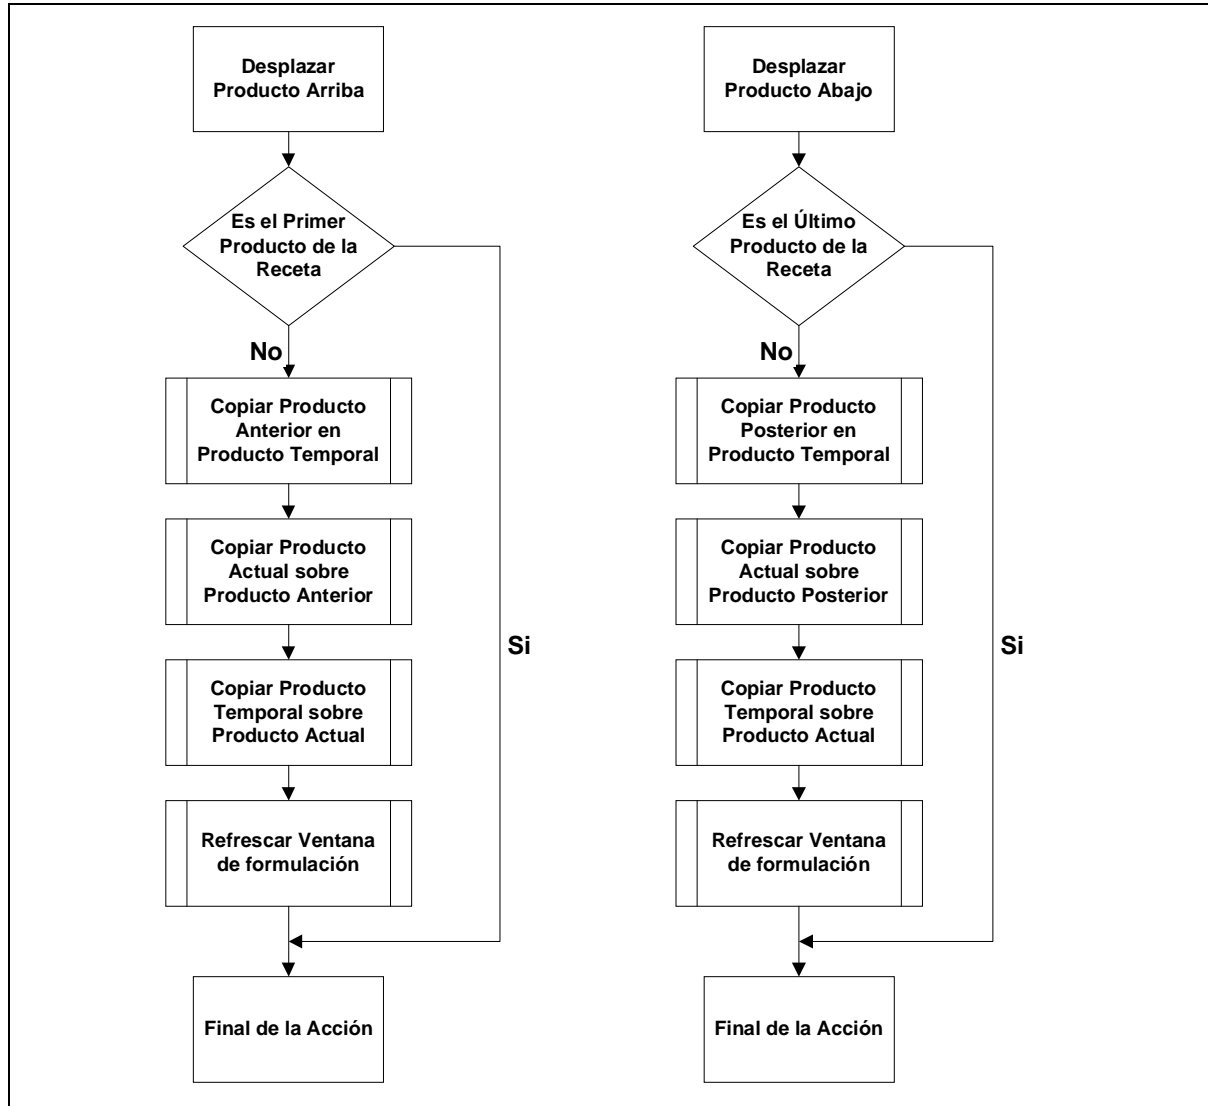 Desplazar
Producto Arriba
Es el Primer
Producto de la
Receta
No
Copiar Producto
Anterior en
Producto Temporal
Copiar Producto
Actual sobre
Producto Anterior
Si
Copiar Producto
Temporal sobre
Producto Actual
Refrescar Ventana
de formulación
Final de la Acción
Desplazar
Producto Abajo
Es el Último
Producto de la
Receta
No
Copiar Producto
Posterior en
Producto Temporal
Copiar Producto
Actual sobre
Producto Posterior
Si
Copiar Producto
Temporal sobre
Producto Actual
Refrescar Ventana
de formulación
Final de la Acción